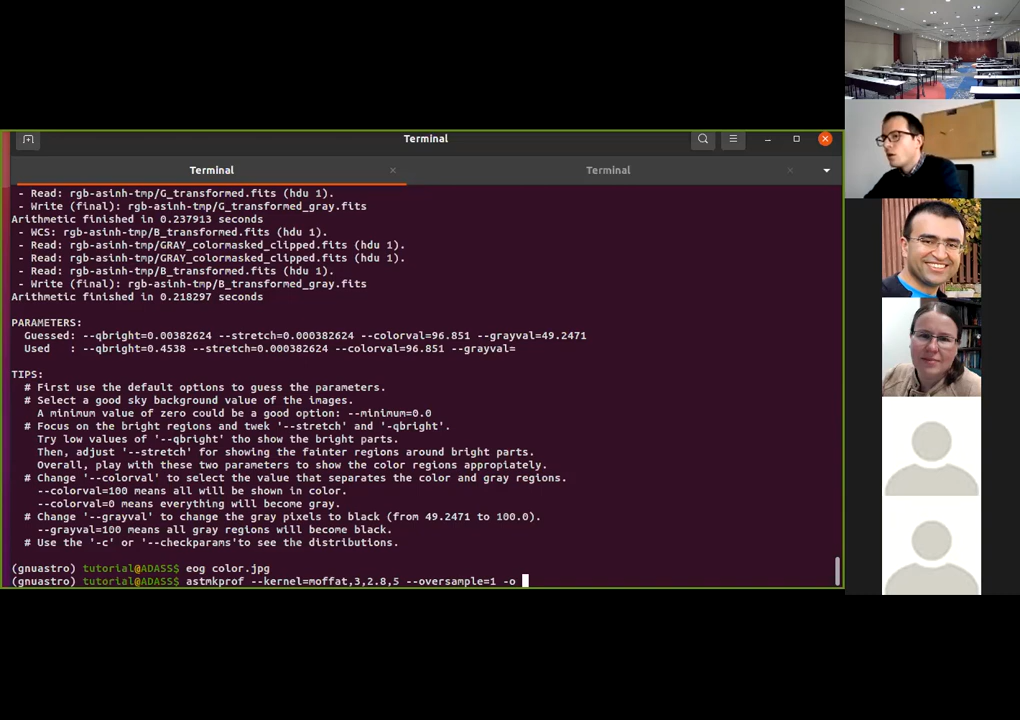 Terminal
Terminal
Terminal
- Read: rgb-asinh-tmp/G_transformed.fits (hdu 1).
- Write (final): rgb-asinh-tmp/G_transformed_gray.fits
Arithmetic finished in 0.237913 seconds
- WCS: rgb-asinh-tmp/B_transformed.fits (hdu 1).
- Read: rgb-asinh-tmp/GRAY_colormasked_clipped.fits (hdu 1).
- Read: rgb-asinh-tmp/GRAY_colormasked_clipped.fits (hdu 1).
- Read: rgb-asinh-tmp/B_transformed.fits (hdu 1).
- Write (final): rgb-asinh-tmp/B_transformed_gray.fits
Arithmetic finished in 0.218297 seconds
PARAMETERS:
Guessed: --qbright=0.00382624 --stretch=0.000382624 --colorval=96.851 --grayval=49.2471
Used : --qbright=0.4538 --stretch=0.000382624 --colorval=96.851 --grayval=
TIPS:
# First use the default options to guess the parameters.
# Select a good sky background value of the images.
A minimum value of zero could be a good option: --minimum=0.0
# Focus on the bright regions and twek '--stretch' and '-qbright'.
Try low values of '--qbright' tho show the bright parts.
Then, adjust '--stretch' for showing the fainter regions around bright parts.
Overall, play with these two parameters to show the color regions appropiately.
# Change '--colorval' to select the value that separates the color and gray regions.
--colorval=100 means all will be shown in color.
--colorval=0 means everything will become gray.
# Change '--grayval' to change the gray pixels to black (from 49.2471 to 100.0).
--grayval=100 means all gray regions will become black.
# Use the '-c' or '--checkparams'to see the distributions.
(gnuastro) tutorial@ADASS$ eog color.jpg
(gnuastro) tutorial@ADASS$ astmkprof --kernel=moffat,3,2.8,5 --oversample=1 -o